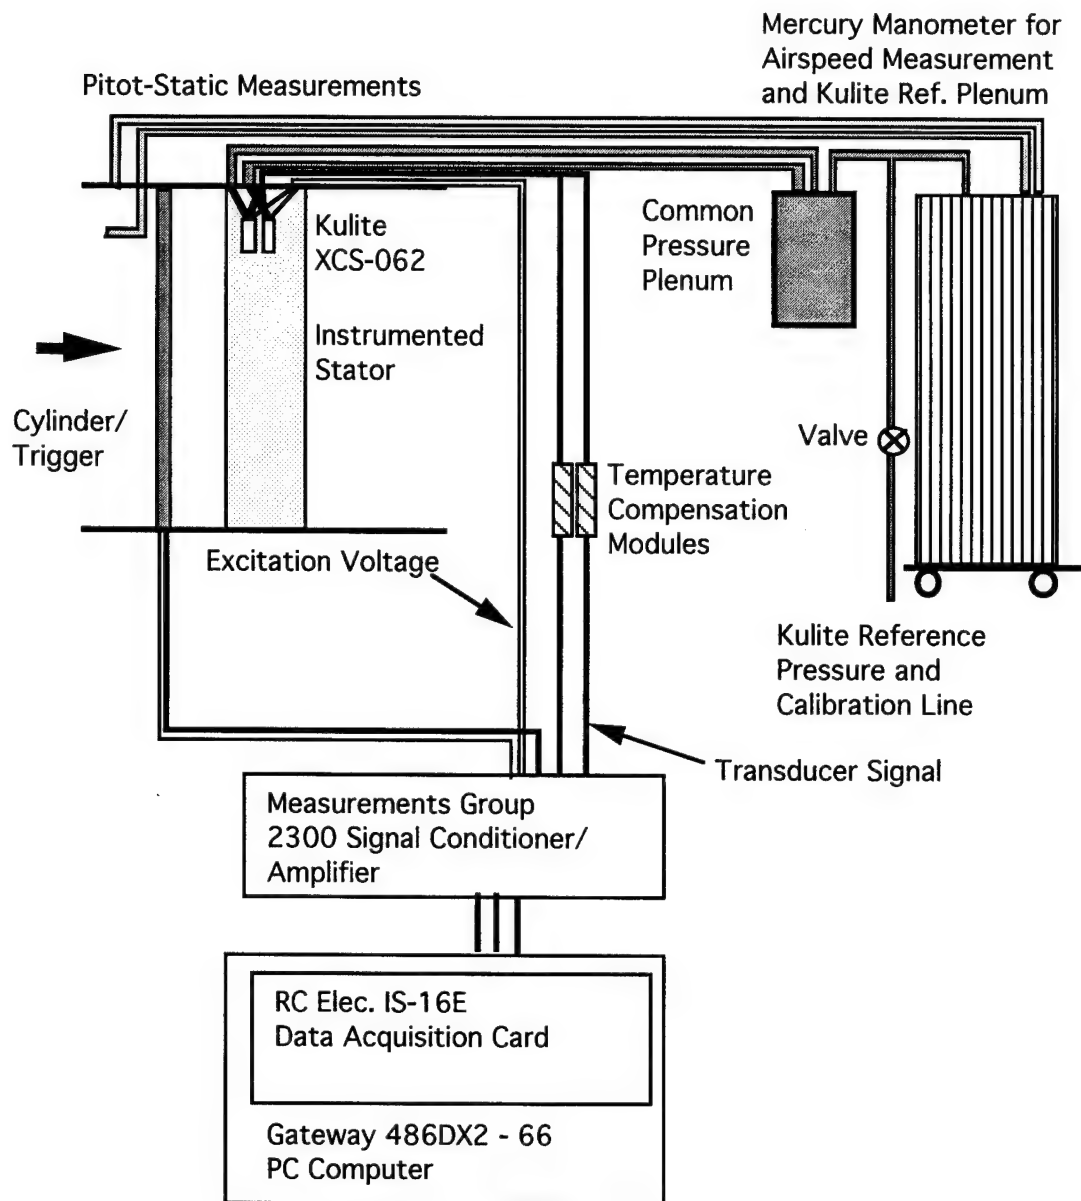 Mercury Manometer for
Airspeed Measurement
and Kulite Ref. Plenum
Pitot-Static Measurements
Kulite
XCS-062
Common
Pressure
Plenum
Instrumented
Stator
Cylinder/
Trigger
Valve
Temperature
Compensation
Modules
Excitation Voltage
Kulite Reference
Pressure and
Calibration Line
Transducer Signal
Measurements Group
2300 Signal Conditioner/
Amplifier
RC Elec. IS-16E
Data Acquisition Card
Gateway 486DX2 - 66
PC Computer